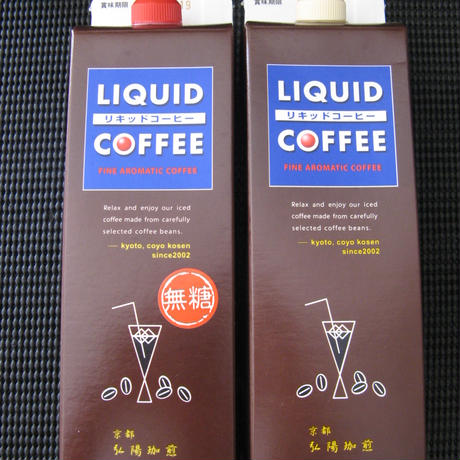 賞味期限
19
LIQUID
リキッドコーヒー
COFFEE
FINE AROMATIC COFFEE
Relax and enjoy our iced
coffee made from carefully
selected coffee beans.
— kyoto, coyo kosen
since2002
無糖
京都
弘陽珈煎
賞味期限
LIQUID
リキッドコーヒー
COFFEE
FINE AROMATIC COFFEE
Relax and enjoy our iced
coffee made from carefully
selected coffee beans.
— kyoto, coyo kosen
since2002
京都
弘陽珈煎